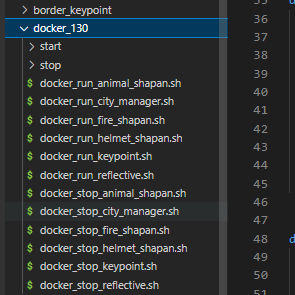 border_keypoint
docker_130
start
stop
$ docker_run_animal_shapan.sh
$ docker_run_city_manager.sh
$ docker_run_fire_shapan.sh
$ docker_run_helmet_shapan.sh
$ docker_run_keypoint.sh
$ docker_run_reflective.sh
$ docker_stop_animal_shapan.sh
$ docker_stop_city_manager.sh
$ docker_stop_fire_shapan.sh
$ docker_stop_helmet_shapan.sh
$ docker_stop_keypoint.sh
$ docker_stop_reflective.sh
36
37
38
39
40
41
42
43
44
45
46
47
48 d
49
50